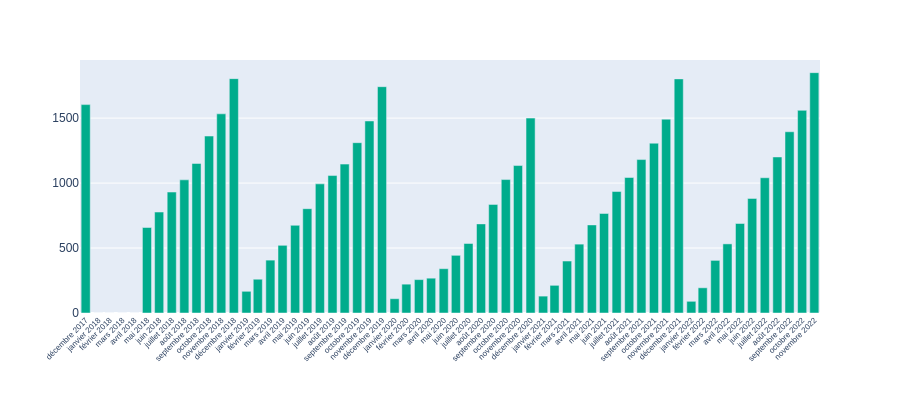 1500
1000
500
0
décembre 2017
janvier 2018
février 2018
mars 2018
avril 2018
mai 2018
juin 2018
juillet 2018
août 2018
septembre 2018
octobre 2018
novembre 2018
décembre 2018
janvier 2019
février 2019
mars 2019
avril 2019
mai 2019
juin 2019
juillet 2019
août 2019
septembre 2019
octobre 2019
novembre 2019
décembre 2019
janvier 2020
février 2020
mars 2020
avril 2020
mai 2020
juin 2020
juillet 2020
août 2020
septembre 2020
octobre 2020
novembre 2020
décembre 2020
janvier 2021
février 2021
mars 2021
avril 2021
mai 2021
juin 2021
juillet 2021
août 2021
septembre 2021
octobre 2021
novembre 2021
décembre 2021
janvier 2022
février 2022
mars 2022
avril 2022
mai 2022
juin 2022
juillet 2022
août 2022
septembre 2022
octobre 2022
novembre 2022